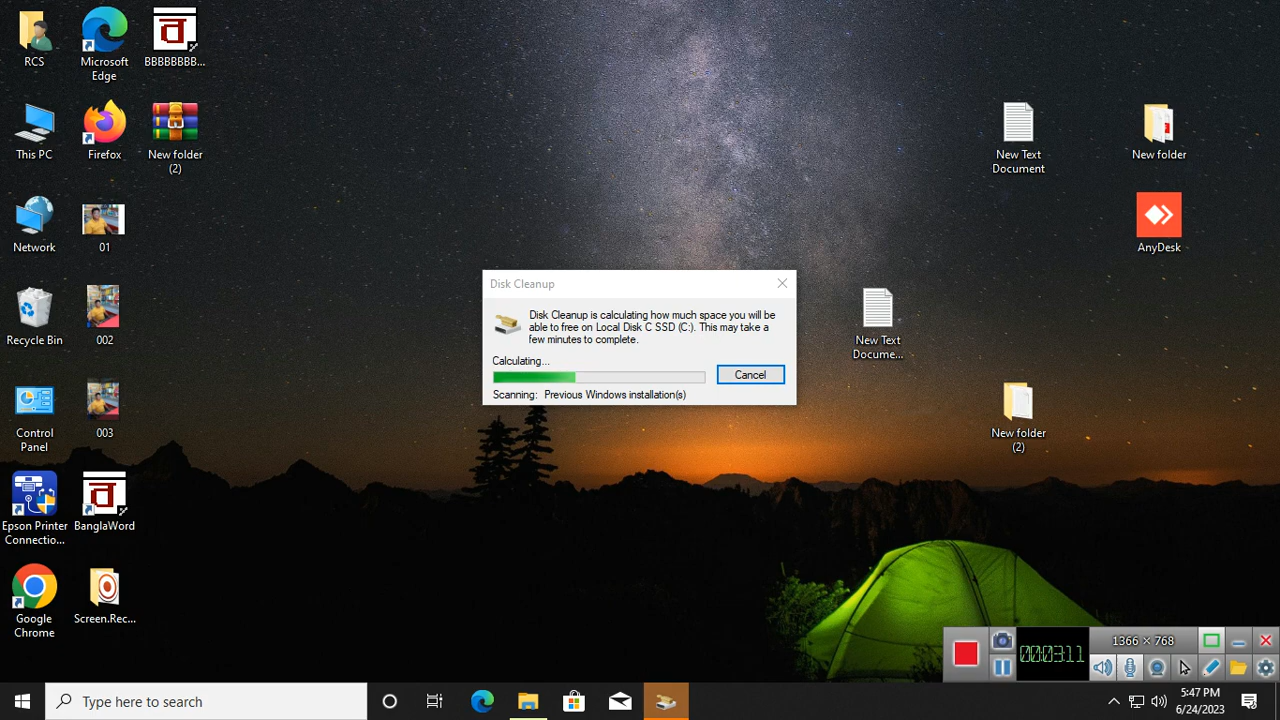 RCS
Microsoft
Edge
BBBBBBBB...
This PC
Firefox
New folder
(2)
Network
01
Recycle Bin
002
Control
Panel
003
Epson Printer
Connectio...
BanglaWord
Google
Chrome
Screen.Rec...
New Text
Document
New folder
AnyDesk
New Text
Docume...
New folder
(2)
Disk Cleanup
Disk Cleanup is calculating how much space you will be
able to free on Local Disk C SSD (C:). This may take a
few minutes to complete.
Calculating...
Cancel
Scanning: Previous Windows installation(s)
1366 × 768
00:03:11
Type here to search
5:47 PM
6/24/2023